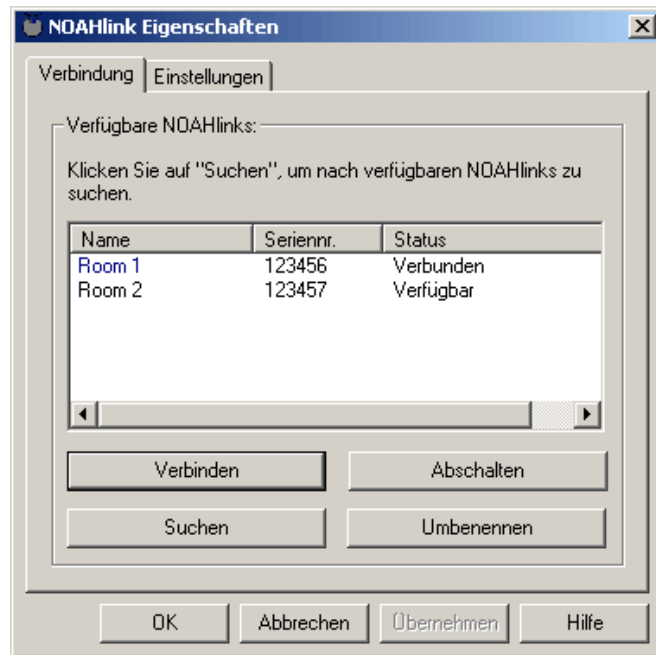 NOAHlink Eigenschaften
Verbindung Einstellungen
Verfügbare NOAHlinks:
Klicken Sie auf "Suchen", um nach verfügbaren NOAHlinks zu
suchen.
Name Seriennr. Status
Room 1 123456 Verbunden
Room 2 123457 Verfügbar
Verbinden Abschalten
Suchen Umbenennen
OK Abbrechen Übernehmen Hilfe